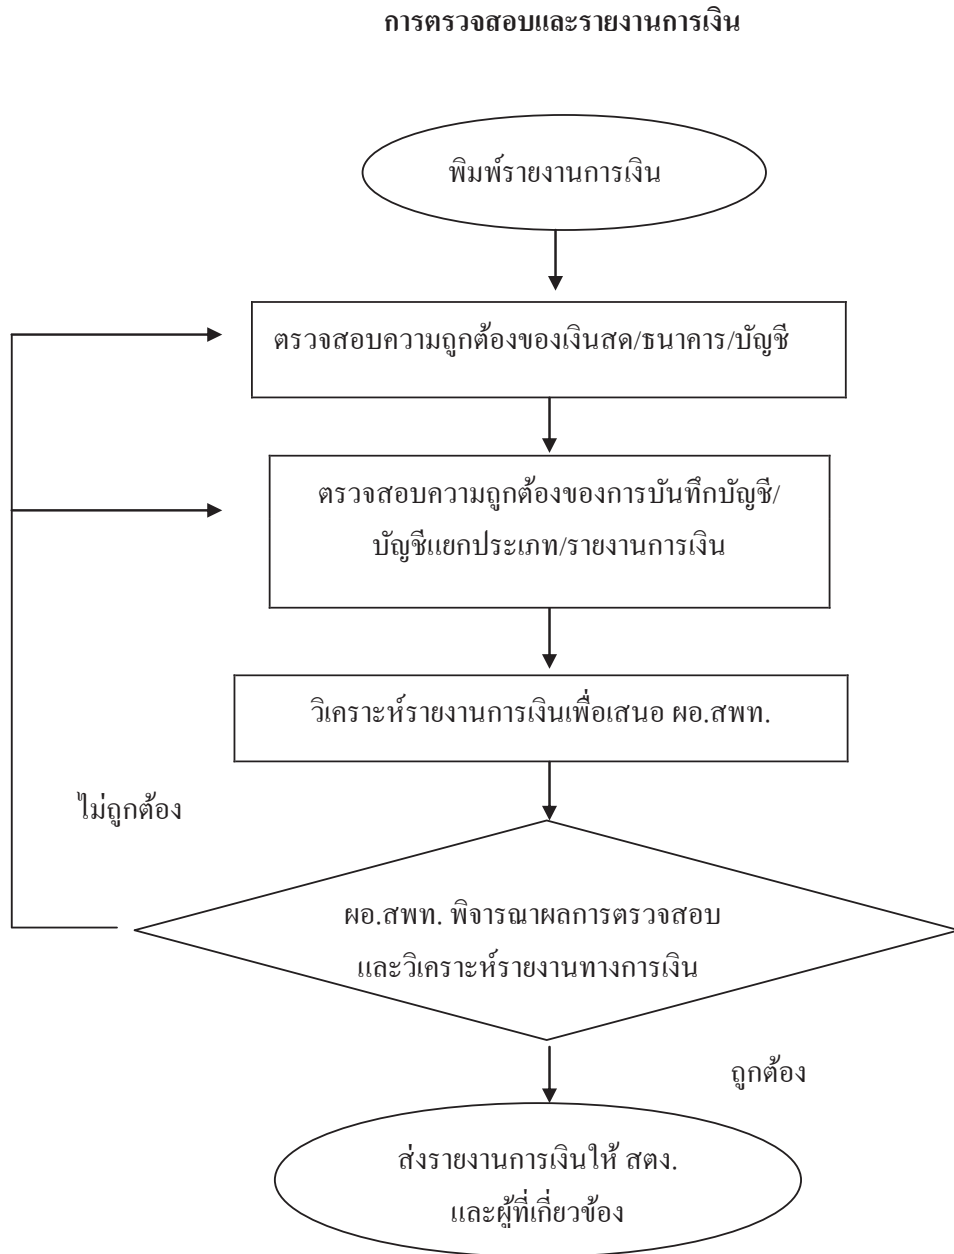 การตรวจสอบและรายงานการเงิน
พิมพ์รายงานการเงิน
ตรวจสอบความถูกต้องของเงินสด/ธนาคาร/บัญชี
ตรวจสอบความถูกต้องของการบันทึกบัญชี/
บัญชีแยกประเภท/รายงานการเงิน
วิเคราะห์รายงานการเงินเพื่อเสนอ ผอ.สพท.
ไม่ถูกต้อง
ผอ.สพท. พิจารณาผลการตรวจสอบ
และวิเคราะห์รายงานทางการเงิน
ถูกต้อง
ส่งรายงานการเงินให้ สตง.
และผู้ที่เกี่ยวข้อง